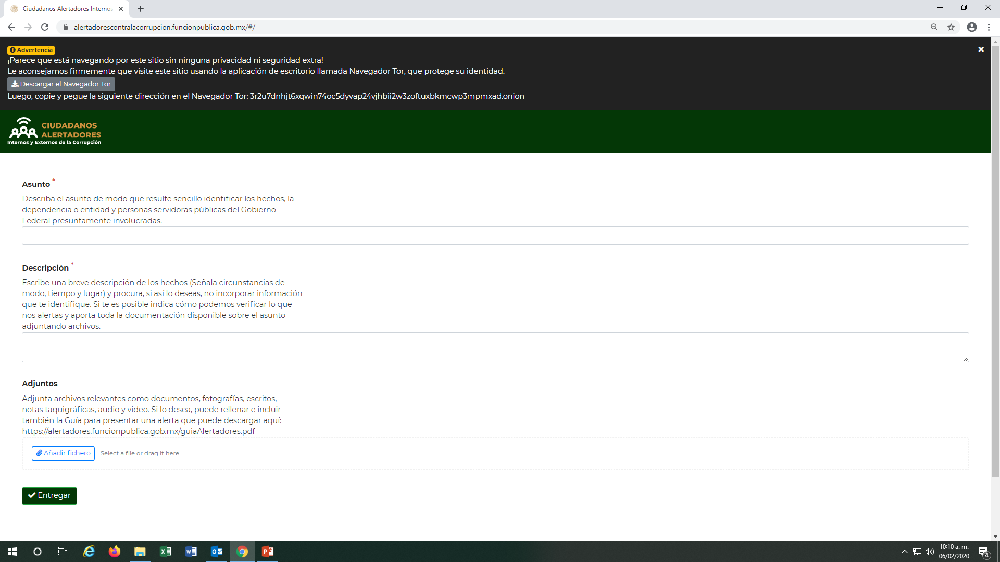 Ciudadanos Alertadores Internos
alertadorescontralacorrupcion.funcionpublica.gob.mx/#/
Advertencia
¡Parece que está navegando por este sitio sin ninguna privacidad ni seguridad extra!
Le aconsejamos firmemente que visite este sitio usando la aplicación de escritorio llamada Navegador Tor, que protege su identidad.
Descargar el Navegador Tor
Luego, copie y pegue la siguiente dirección en el Navegador Tor: 3r2u7dnhjt6xqwin74oc5dyvap24vjhbii2w3zoftuxbkmcwp3mpmxad.onion
CIUDADANOS
ALERTADORES
Internos y Externos de la Corrupción
Asunto *
Describa el asunto de modo que resulte sencillo identificar los hechos, la
dependencia o entidad y personas servidoras públicas del Gobierno
Federal presuntamente involucradas.
Descripción *
Escribe una breve descripción de los hechos (Señala circunstancias de
modo, tiempo y lugar) y procura, si así lo deseas, no incorporar información
que te identifique. Si te es posible indica cómo podemos verificar lo que
nos alertas y aporta toda la documentación disponible sobre el asunto
adjuntando archivos.
Adjuntos
Adjunta archivos relevantes como documentos, fotografías, escritos,
notas taquigráficas, audio y video. Si lo desea, puede rellenar e incluir
también la Guía para presentar una alerta que puede descargar aquí:
https://alertadores.funcionpublica.gob.mx/guiaAlertadores.pdf
Añadir fichero Select a file or drag it here.
Entregar
10:10 a. m.
06/02/2020
4